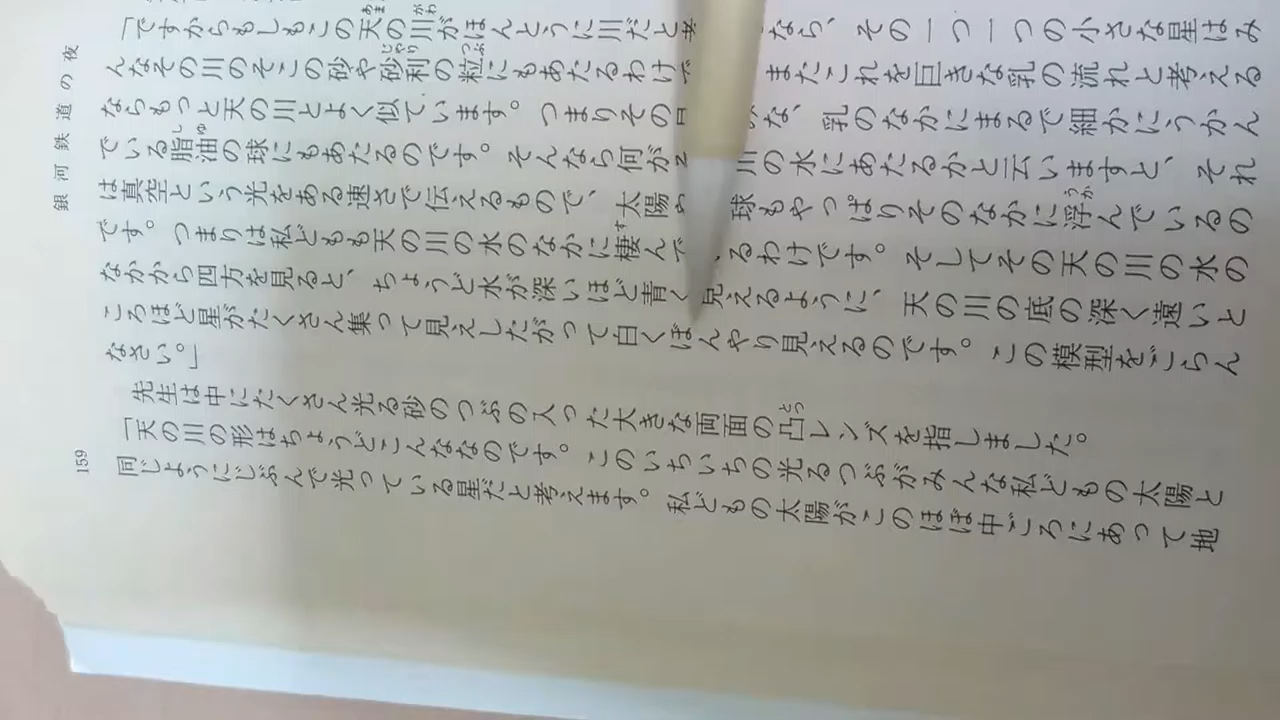 銀河鉄道の夜
「ですからもしもこの天の川がほんとうに川だと なら、その一つ一つの小さな星はみ
んなその川のそこの砂や砂利の粒にもあたるわけで またこれを巨きな乳の流れと考える
ならもっと天の川とよく似ています。つまりその な、乳のなかにまるで細かにうかん
でいる脂油の球にもあたるのです。そんなら何が 川の水にあたるかと云いますと、それ
は真空という光をある速さで伝えるもので、太陽や 球もやっぱりそのなかに浮んでいるの
です。つまりは私どもも天の川の水のなかに棲んで るわけです。そしてその天の川の水の
なかから四方を見ると、ちょうど水が深いほど青く見えるように、天の川の底の深く遠いと
ころほど星がたくさん集って見えしたがって白くぼんやり見えるのです。この模型をごらん
なさい。」
先生は中にたくさん光る砂のつぶの入った大きな両面の凸レンズを指しました。
「天の川の形はちょうどこんななのです。このいちいちの光るつぶがみんな私どもの太陽と
同じようにじぶんで光っている星だと考えます。私どもの太陽がこのほぼ中ごろにあって地
159